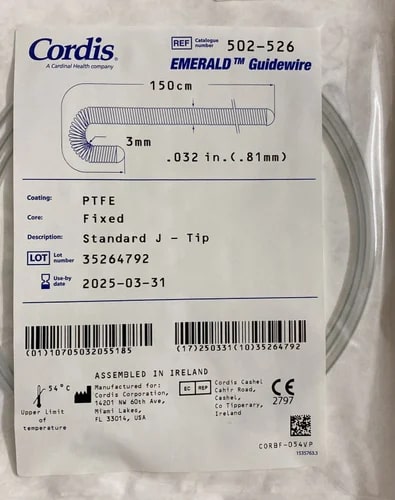 Cordis
A Cardinal Health company
REF Catalogue number 502-526
EMERALD™ Guidewire
150cm
3mm
.032 in.(.81mm)
Coating: PTFE
Core: Fixed
Description: Standard J - Tip
LOT Lot number 35264792
Use-by date 2025-03-31
(01)10705032055185
(17)250331(10)35264792
ASSEMBLED IN IRELAND
54°C
Upper Limit
of
temperature
Manufactured for:
Cordis Corporation,
14201 NW 60th Ave,
Miami Lakes,
FL 33014, USA
EC REP
Cordis Cashel
Cahir Road,
Cashel,
Co Tipperary,
Ireland
CE
2797
CORBF-054VP
1535763.3